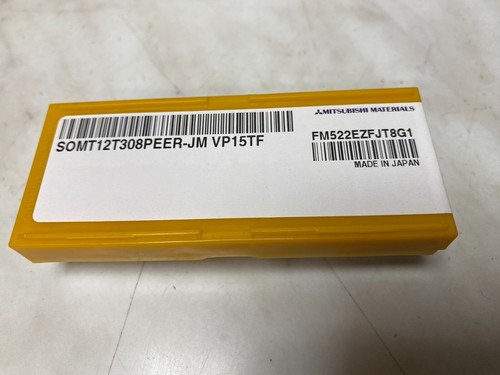 MITSUBISHI MATERIALS
SOMT12T308PEER-JM VP15TF
FM522EZFJT8G1
MADE IN JAPAN